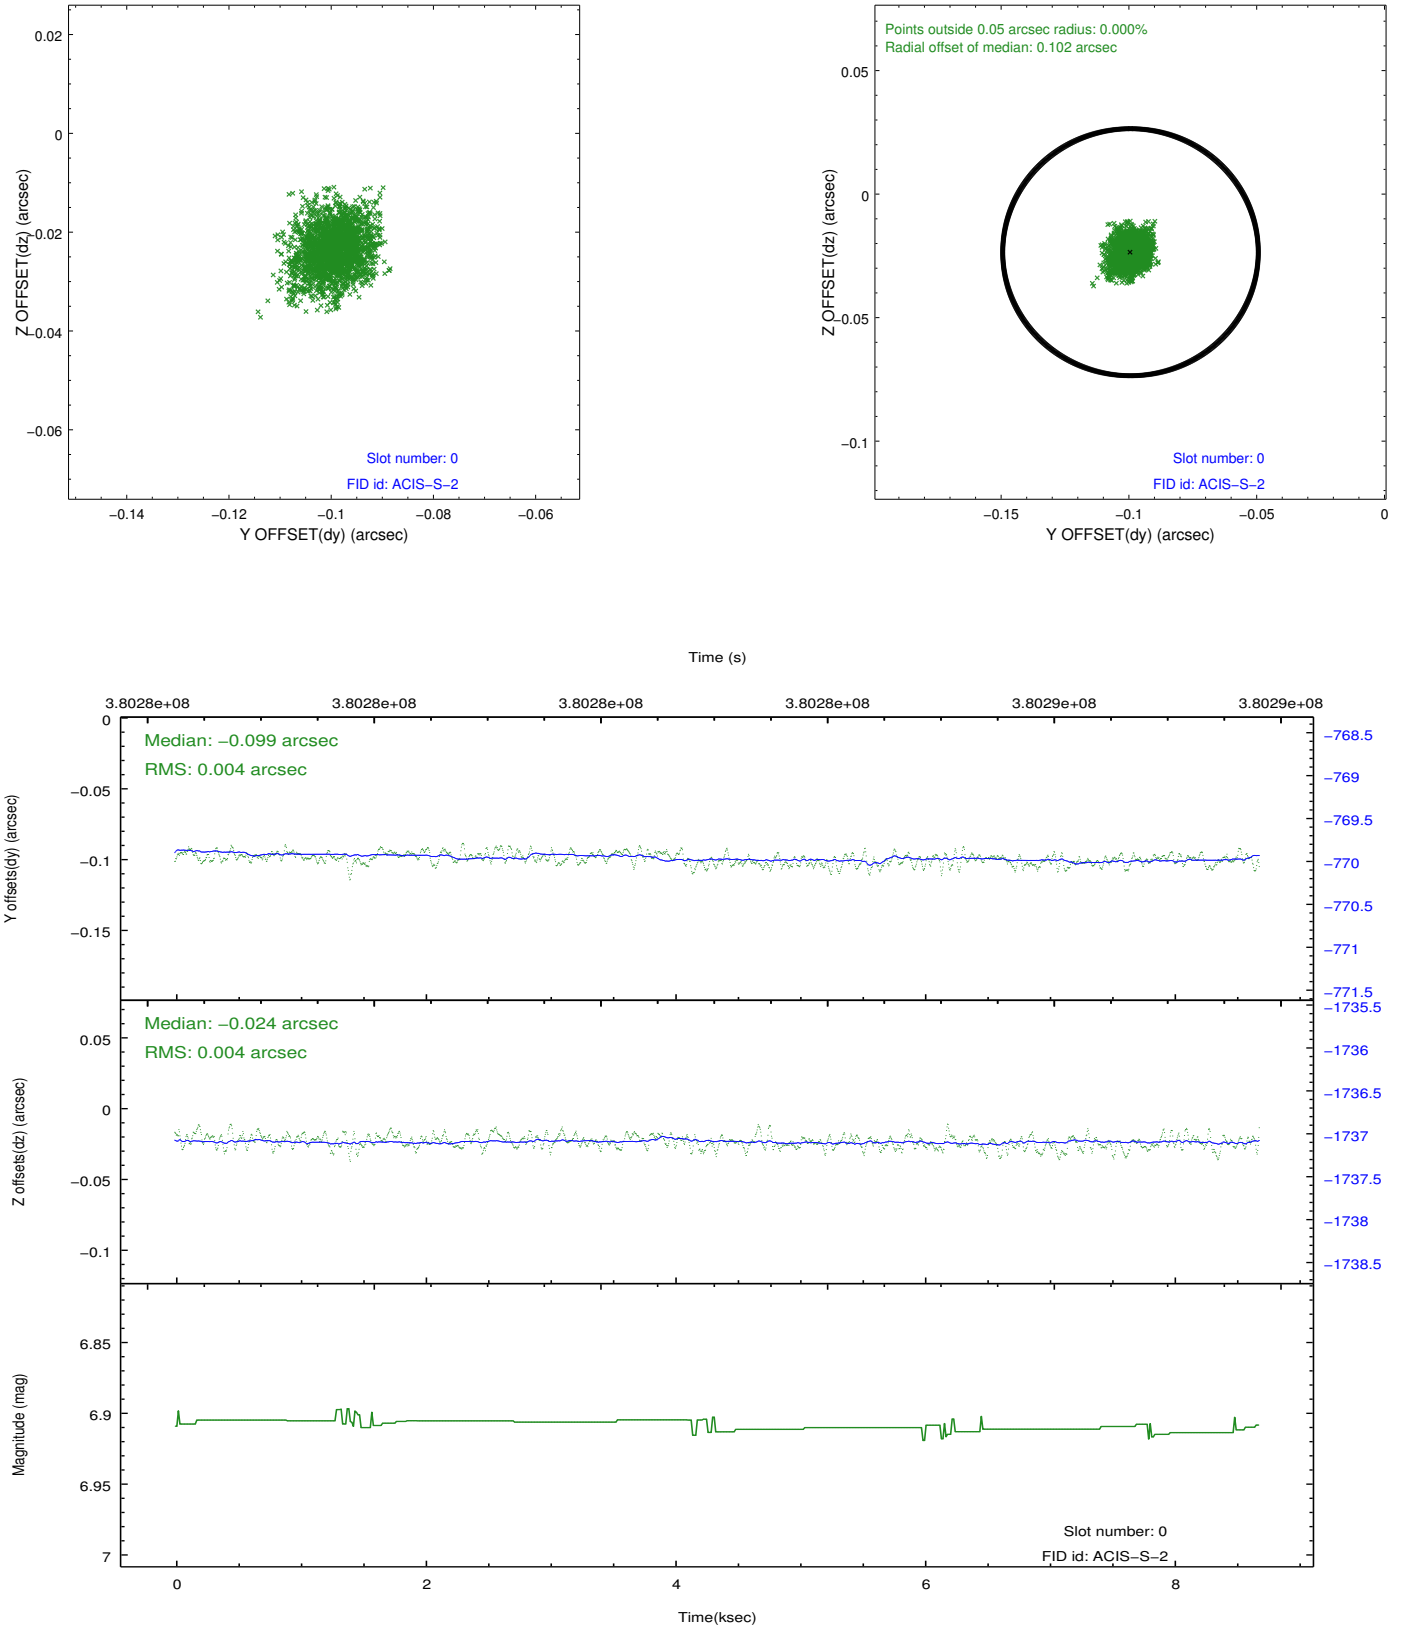 0.02
0
−0.02
−0.04
−0.06
Z OFFSET(dz) (arcsec)
Slot number: 0
FID id: ACIS−S−2
−0.14
−0.12
−0.1
−0.08
−0.06
Y OFFSET(dy) (arcsec)
Points outside 0.05 arcsec radius: 0.000%
Radial offset of median: 0.102 arcsec
0.05
0
−0.05
−0.1
Z OFFSET(dz) (arcsec)
Slot number: 0
FID id: ACIS−S−2
−0.15
−0.1
−0.05
0
Y OFFSET(dy) (arcsec)
Time (s)
3.8028e+08
3.8028e+08
3.8028e+08
3.8028e+08
3.8029e+08
3.8029e+08
Median: −0.099 arcsec
RMS: 0.004 arcsec
0
−0.05
−0.1
−0.15
Y offsets(dy) (arcsec)
−768.5
−769
−769.5
−770
−770.5
−771
−771.5
Median: −0.024 arcsec
RMS: 0.004 arcsec
0.05
0
−0.05
−0.1
Z offsets(dz) (arcsec)
−1735.5
−1736
−1736.5
−1737
−1737.5
−1738
−1738.5
6.85
6.9
6.95
7
Magnitude (mag)
Slot number: 0
FID id: ACIS−S−2
0
2
4
6
8
Time(ksec)